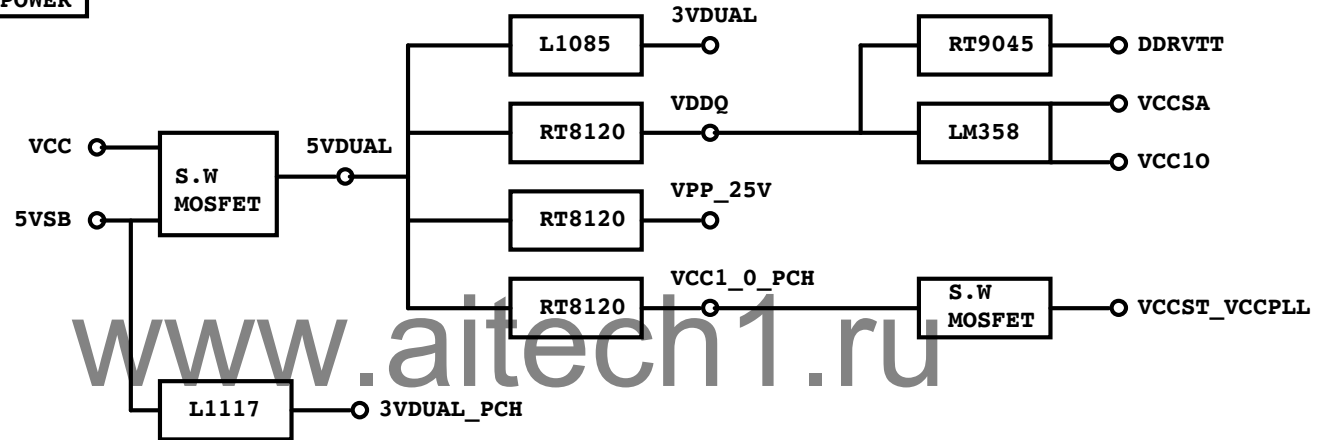 POWER
3VDUAL
L1085
RT9045
DDRVTT
VDDQ
VCCSA
RT8120
LM358
VCC
5VDUAL
VCC1O
S.W
MOSFET
VPP_25V
5VSB
RT8120
VCC1_0_PCH
S.W
MOSFET
RT8120
VCCST_VCCPLL
www.aitech1.ru
L1117
3VDUAL_PCH